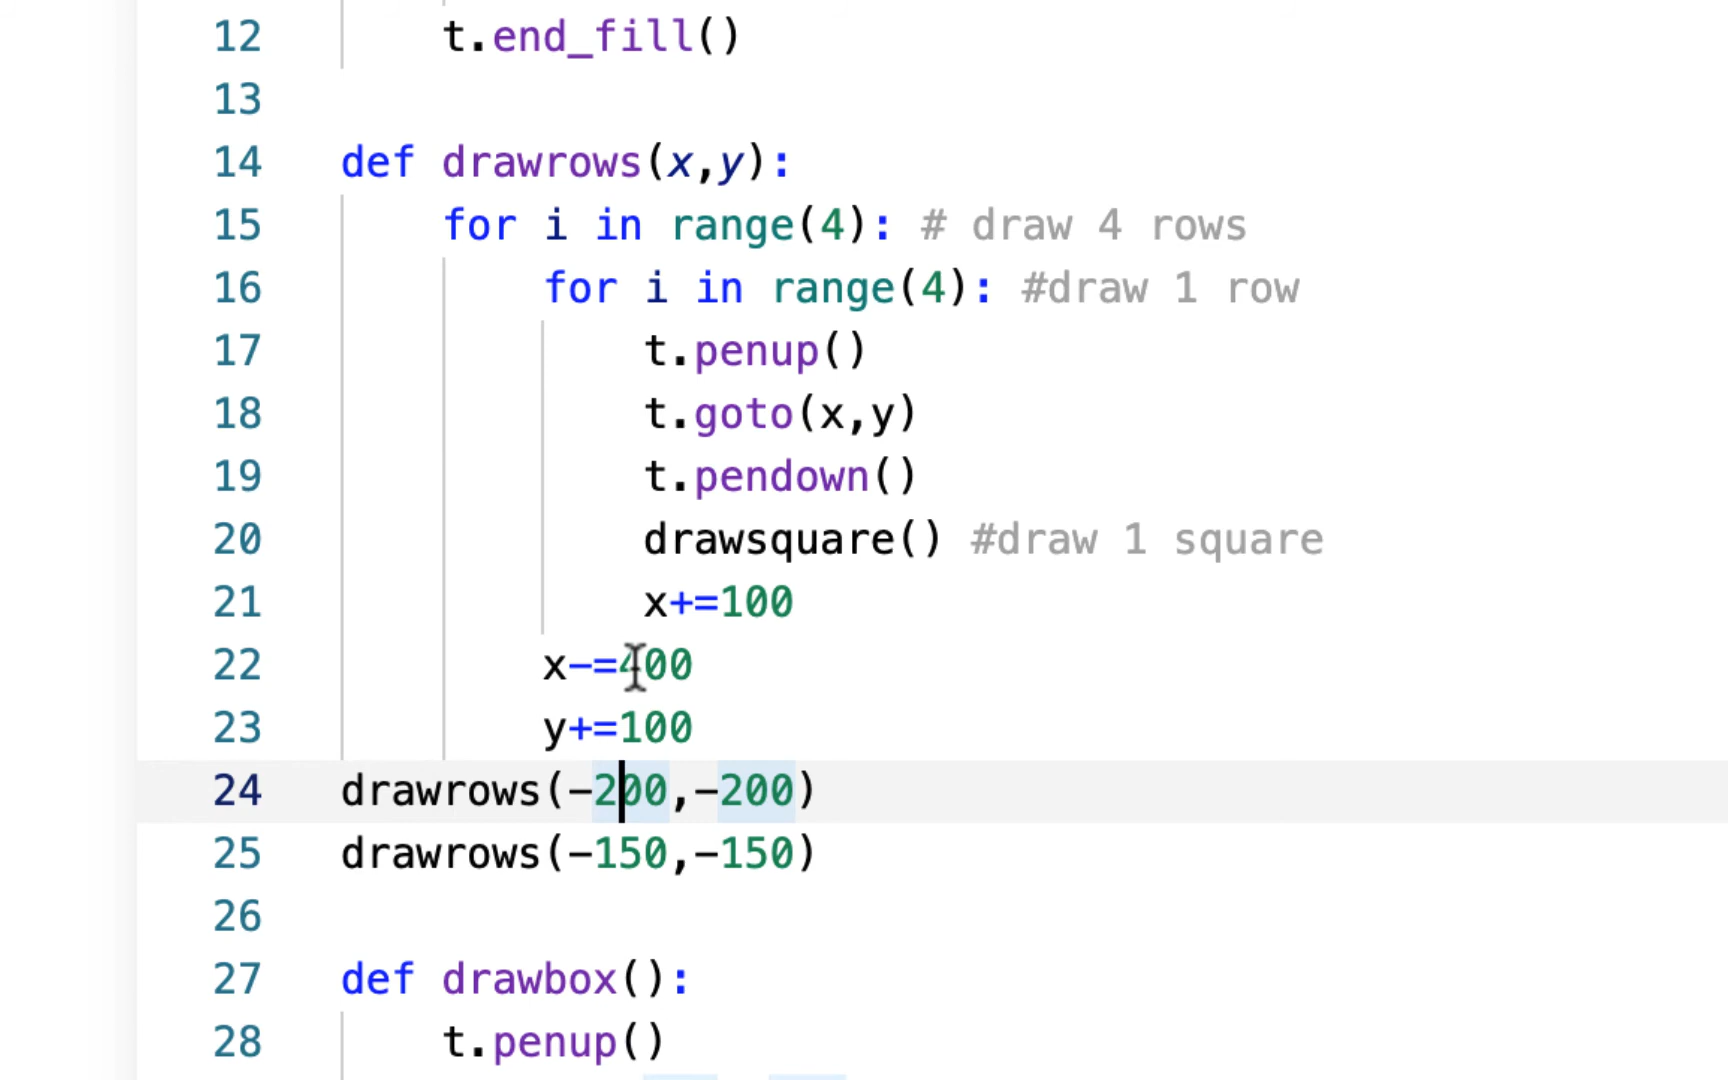 12 t.end_fill()
13
14 def drawrows(x,y):
15 for i in range(4): # draw 4 rows
16 for i in range(4): #draw 1 row
17 t.penup()
18 t.goto(x,y)
19 t.pendown()
20 drawsquare() #draw 1 square
21 x+=100
22 x-=400
23 y+=100
24 drawrows(-200,-200)
25 drawrows(-150,-150)
26
27 def drawbox():
28 t.penup()